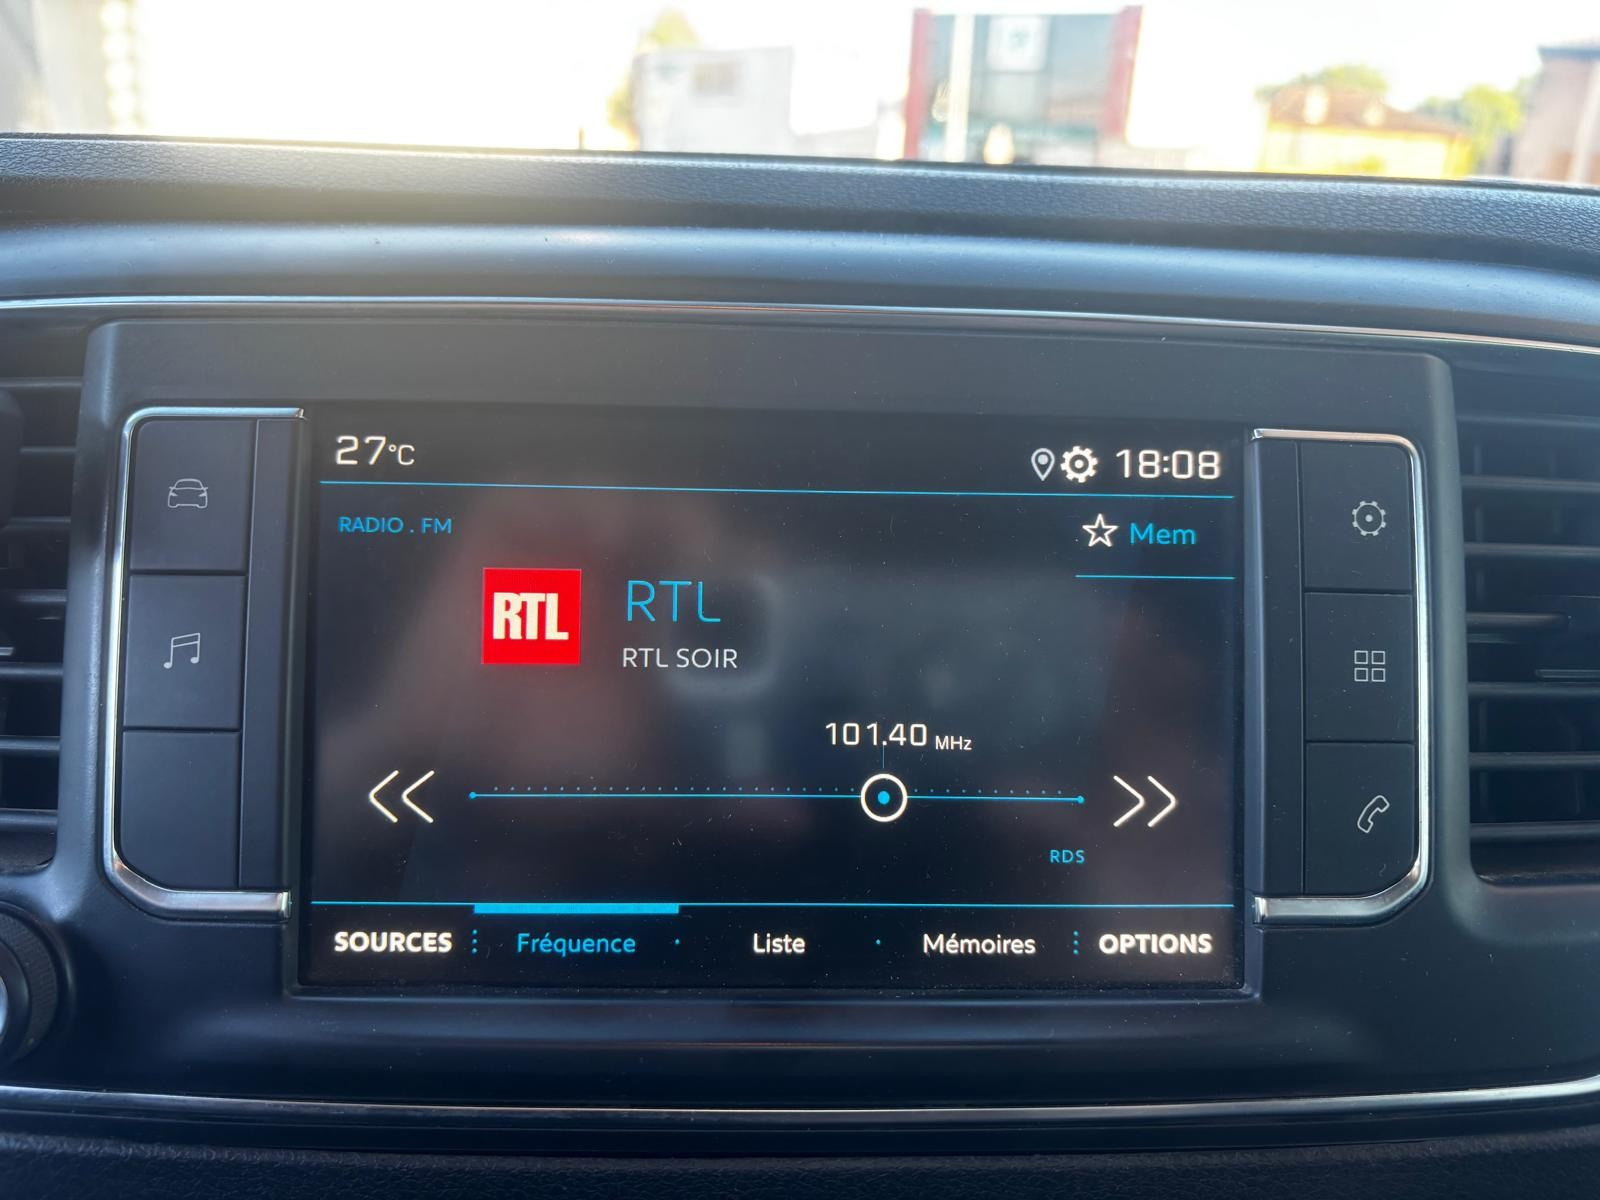 27°C
18:08
RADIO . FM
Mem
RTL
RTL
RTL SOIR
101.40 MHz
RDS
SOURCES
Fréquence
Liste
Mémoires
OPTIONS